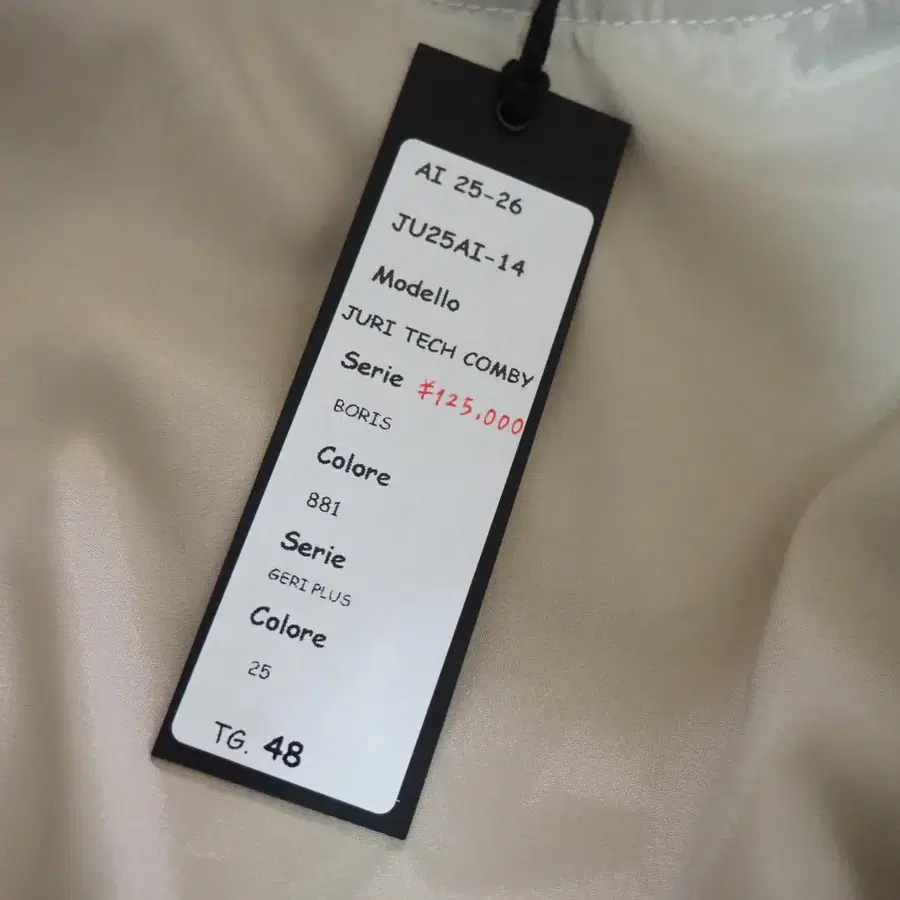 AI 25-26
JU25AI-14
Modello
JURI TECH COMBY
Serie ¥125,000
BORIS
Colore
881
Serie
GERI PLUS
Colore
25
TG. 48